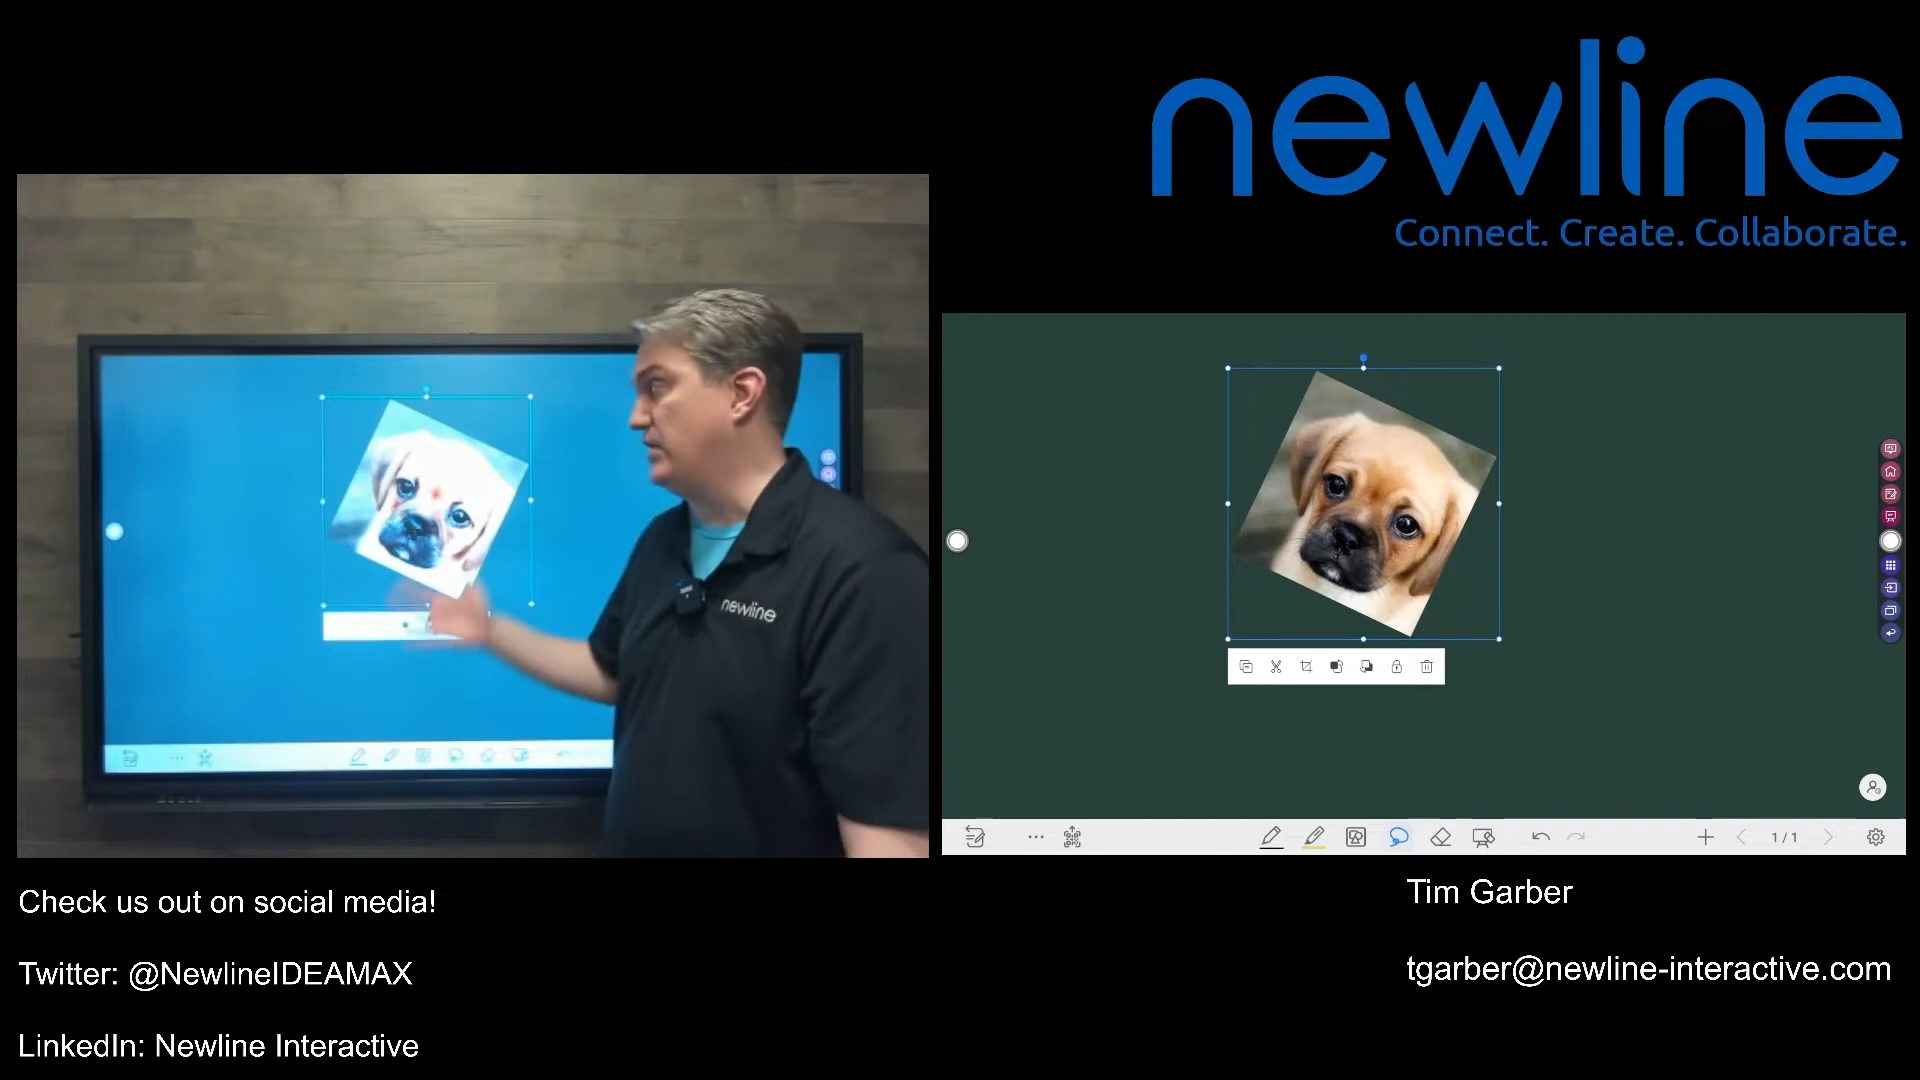 newline
Connect. Create. Collaborate.
newline
1/1
Check us out on social media!
Twitter: @NewlineIDEAMAX
LinkedIn: Newline Interactive
Tim Garber
tgarber@newline-interactive.com